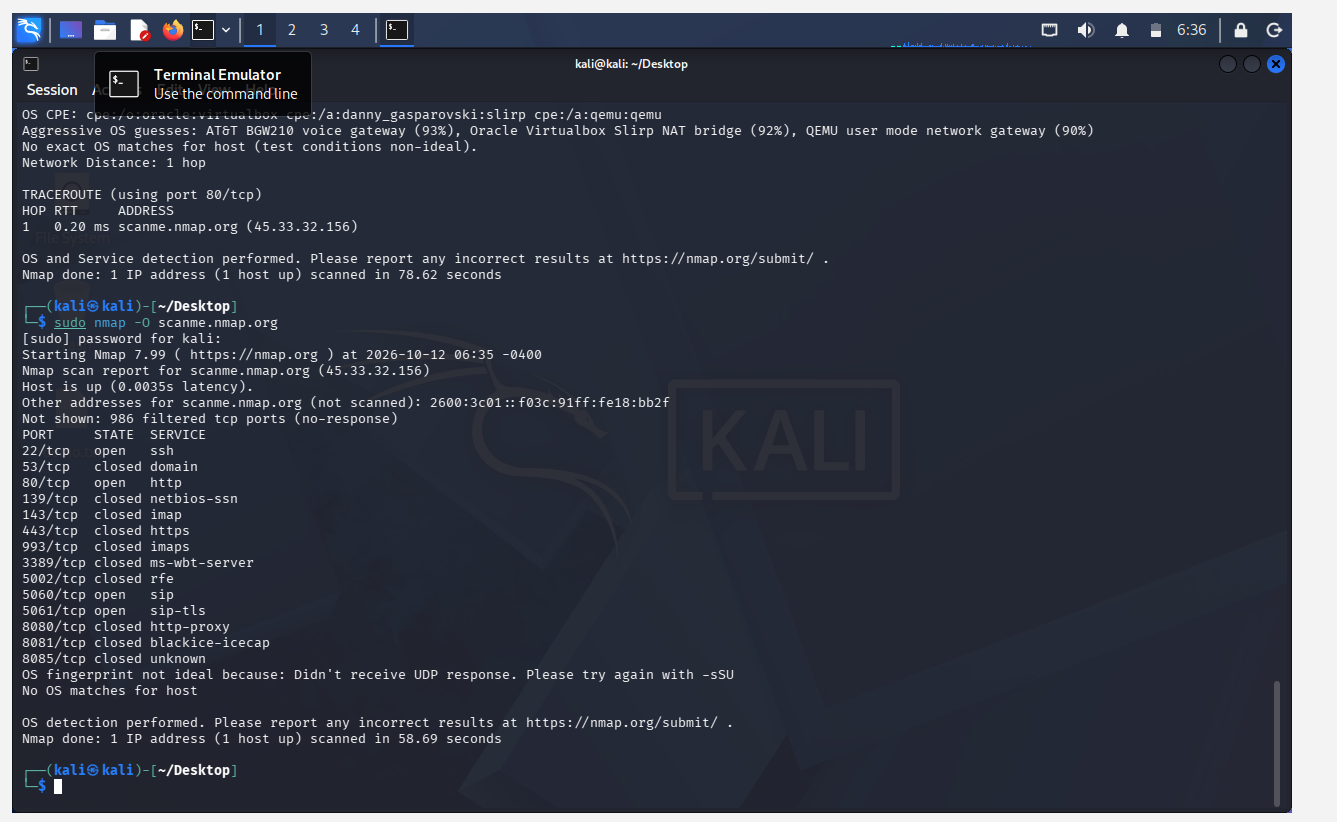 1 2 3 4 6:36
kali@kali: ~/Desktop
Terminal Emulator
Use the command line
Session
OS CPE: cpe:/o:oracle:virtualbox cpe:/a:danny_gasparovski:slirp cpe:/a:qemu:qemu
Aggressive OS guesses: AT&T BGW210 voice gateway (93%), Oracle Virtualbox Slirp NAT bridge (92%), QEMU user mode network gateway (90%)
No exact OS matches for host (test conditions non-ideal).
Network Distance: 1 hop
TRACEROUTE (using port 80/tcp)
HOP RTT     ADDRESS
1   0.20 ms scanme.nmap.org (45.33.32.156)
File System
OS and Service detection performed. Please report any incorrect results at https://nmap.org/submit/ .
Nmap done: 1 IP address (1 host up) scanned in 78.62 seconds
┌──(kali㉿kali)-[~/Desktop]
└─$ sudo nmap -O scanme.nmap.org
[sudo] password for kali:
Starting Nmap 7.99 ( https://nmap.org ) at 2026-10-12 06:35 -0400
Nmap scan report for scanme.nmap.org (45.33.32.156)
Host is up (0.0035s latency).
Other addresses for scanme.nmap.org (not scanned): 2600:3c01::f03c:91ff:fe18:bb2f
Not shown: 986 filtered tcp ports (no-response)
PORT     STATE  SERVICE
22/tcp   open   ssh
53/tcp   closed domain
80/tcp   open   http
139/tcp  closed netbios-ssn
143/tcp  closed imap
443/tcp  closed https
993/tcp  closed imaps
3389/tcp closed ms-wbt-server
5002/tcp closed rfe
5060/tcp open   sip
5061/tcp open   sip-tls
8080/tcp closed http-proxy
8081/tcp closed blackice-icecap
8085/tcp closed unknown
OS fingerprint not ideal because: Didn't receive UDP response. Please try again with -sSU
No OS matches for host
OS detection performed. Please report any incorrect results at https://nmap.org/submit/ .
Nmap done: 1 IP address (1 host up) scanned in 58.69 seconds
┌──(kali㉿kali)-[~/Desktop]
└─$
KALI